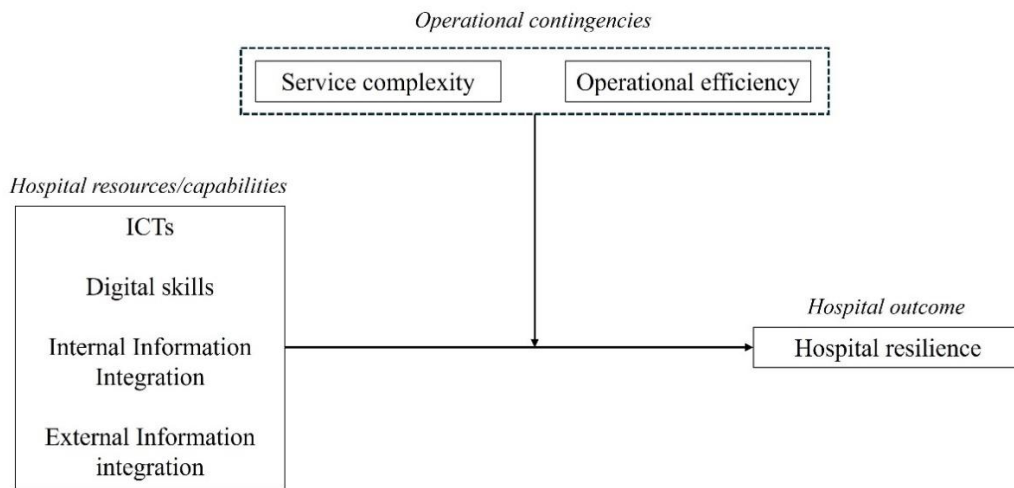 Operational contingencies
Service complexity
Operational efficiency
Hospital resources/capabilities
ICTs
Digital skills
Internal Information
Integration
External Information
integration
Hospital outcome
Hospital resilience